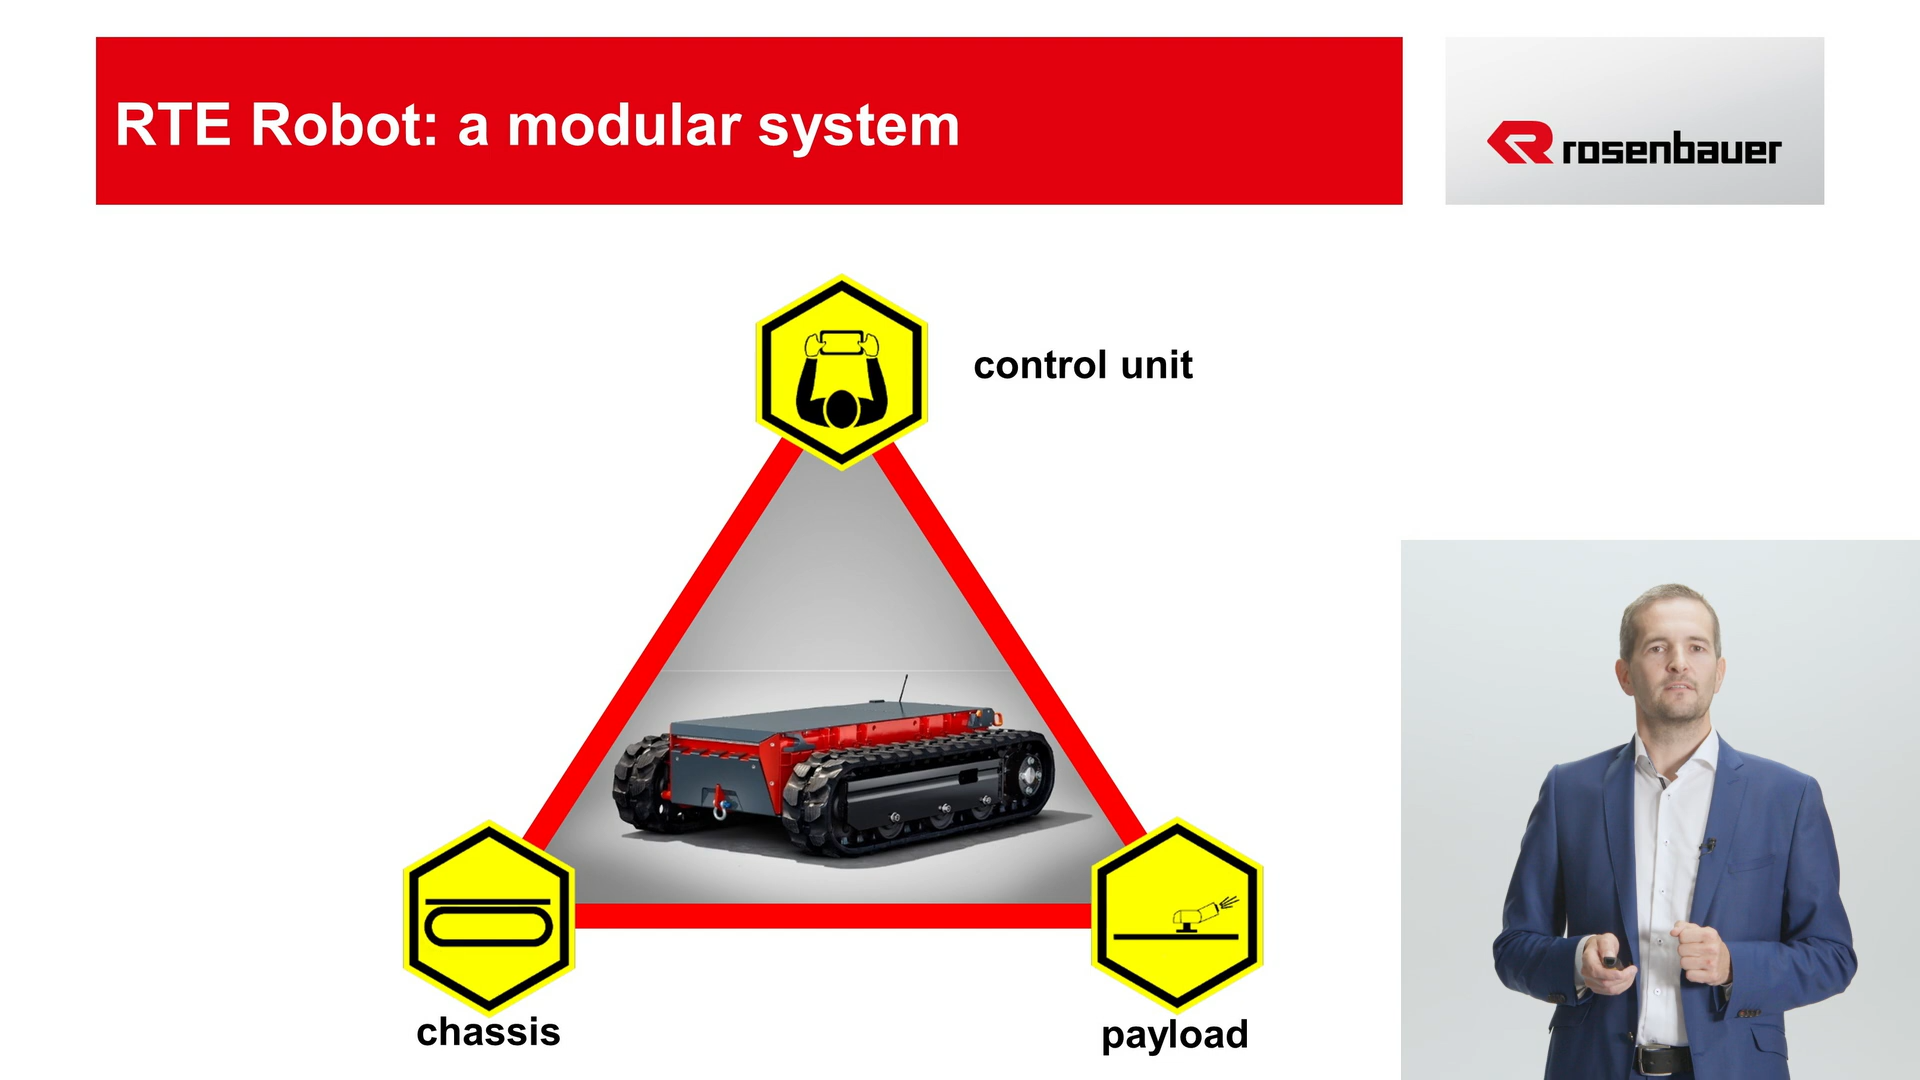 RTE Robot: a modular system
rosenbauer
control unit
chassis
payload